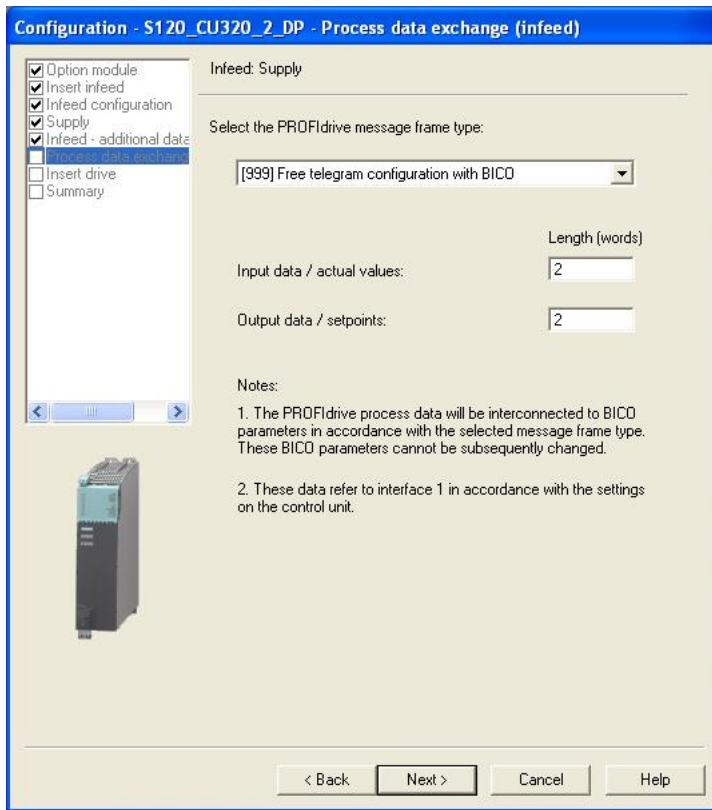 Configuration - S120_CU320_2_DP - Process data exchange (infeed)
Option module
Insert infeed
Infeed configuration
Supply
Infeed - additional data
Process data exchang
Insert drive
Summary
Infeed: Supply
Select the PROFIdrive message frame type:
[999] Free telegram configuration with BICO
Length (words)
Input data / actual values:
2
Output data / setpoints:
2
Notes:
1. The PROFIdrive process data will be interconnected to BICO
parameters in accordance with the selected message frame type.
These BICO parameters cannot be subsequently changed.
2. These data refer to interface 1 in accordance with the settings
on the control unit.
< Back
Next >
Cancel
Help